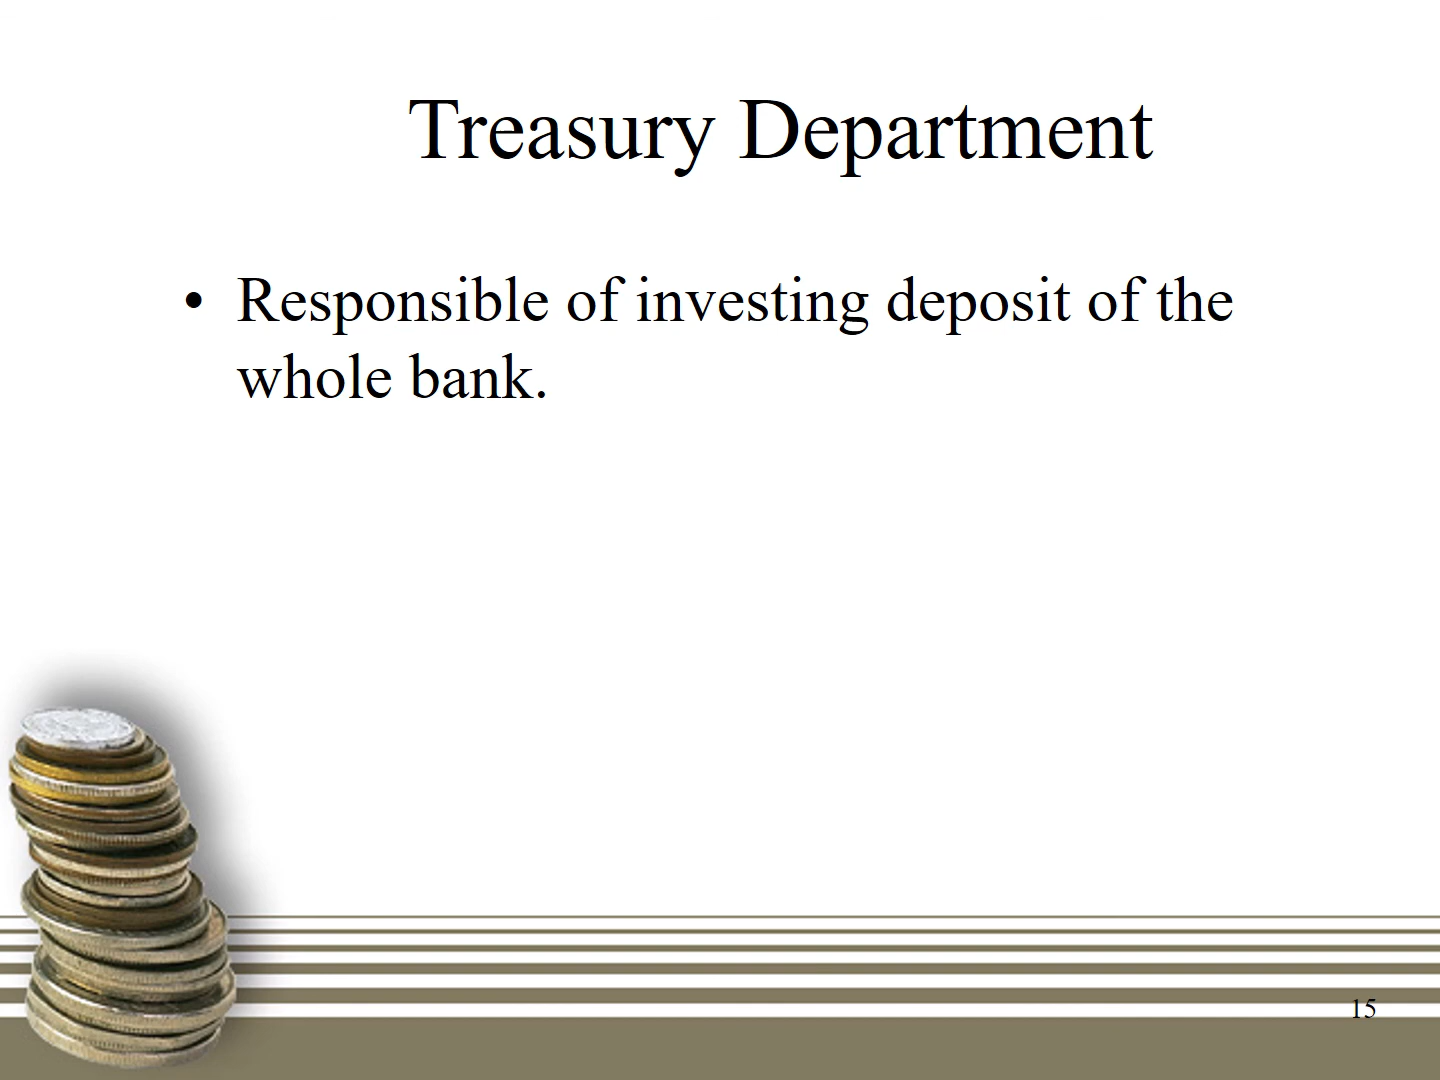 Treasury Department
• Responsible of investing deposit of the
whole bank.
15